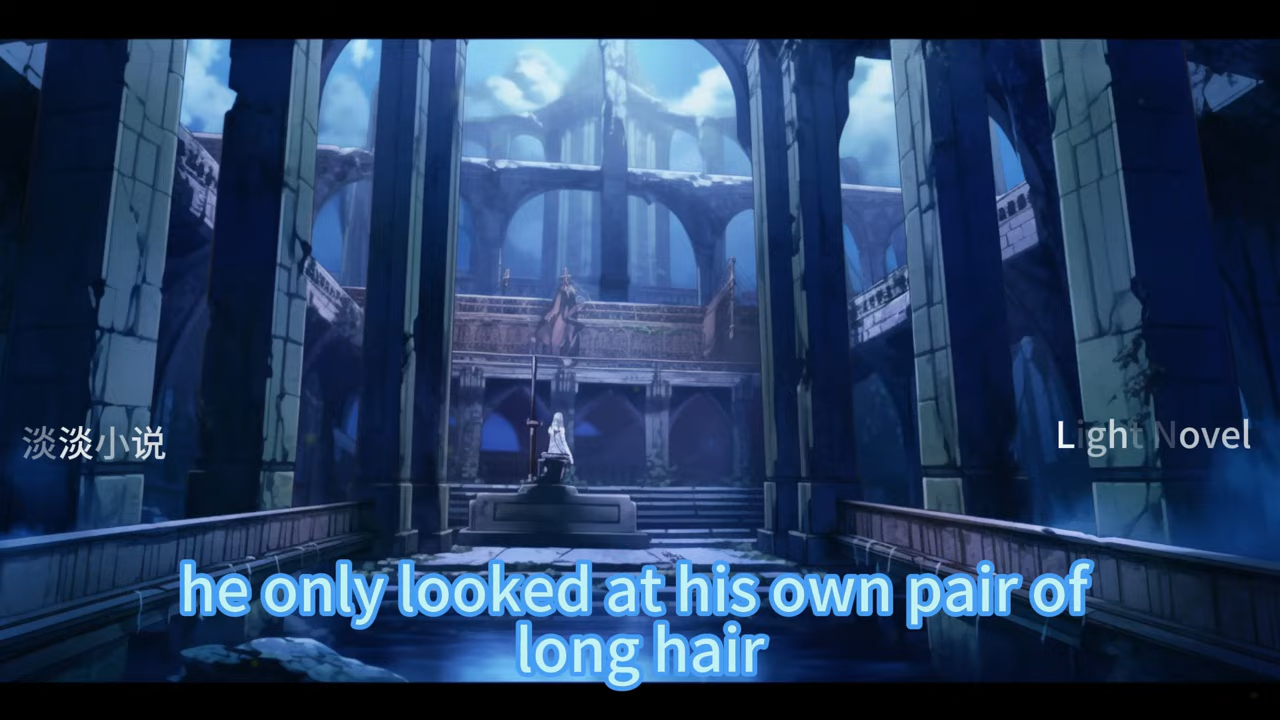 淡淡小说
Light Novel
he only looked at his own pair of
long hair